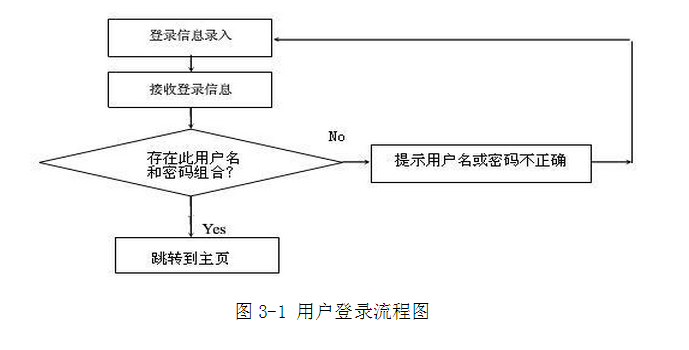 登录信息录入
接收登录信息
No
存在此用户名
和密码组合?
提示用户名或密码不正确
Yes
跳转到主页
图 3-1 用户登录流程图